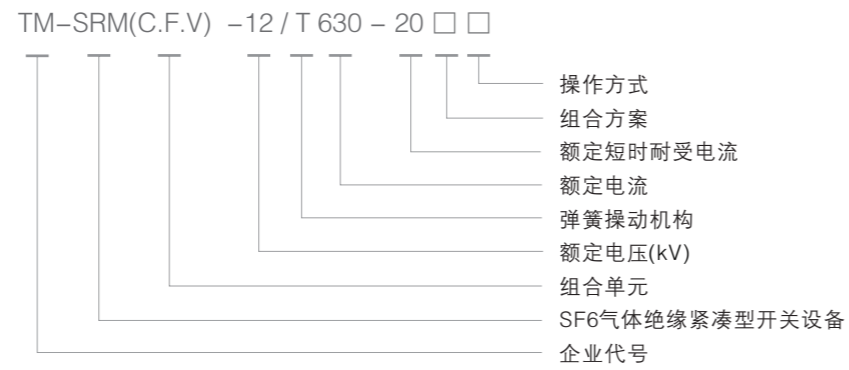 TM-SRM(C.F.V) -12 / T 630 - 20 □ □
操作方式
组合方案
额定短时耐受电流
额定电流
弹簧操动机构
额定电压(kV)
组合单元
SF6气体绝缘紧凑型开关设备
企业代号